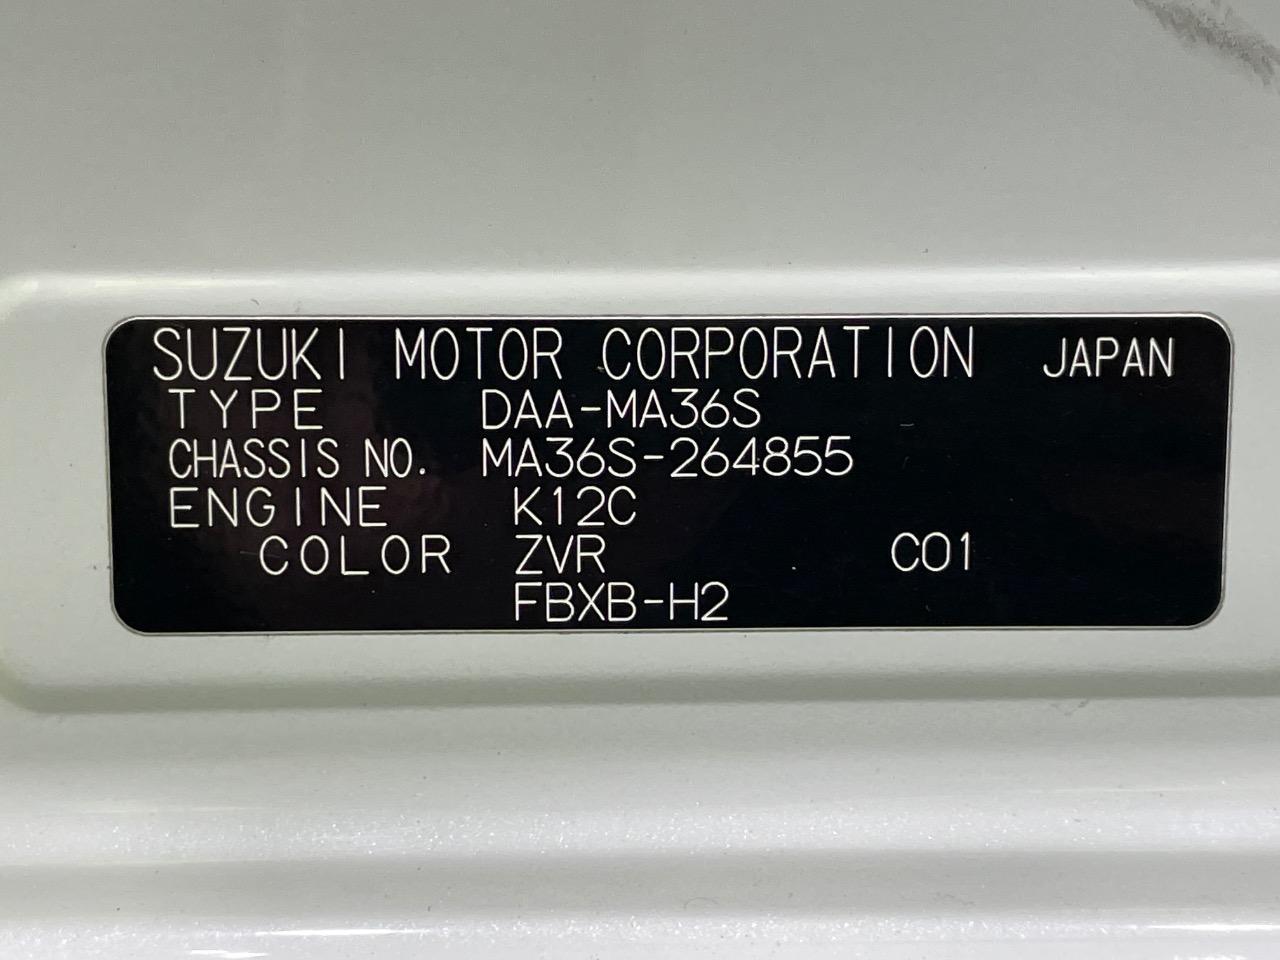 SUZUKI MOTOR CORPORATION JAPAN
TYPE DAA-MA36S
CHASSIS NO. MA36S-264855
ENGINE K12C
COLOR ZVR C01
FBXB-H2